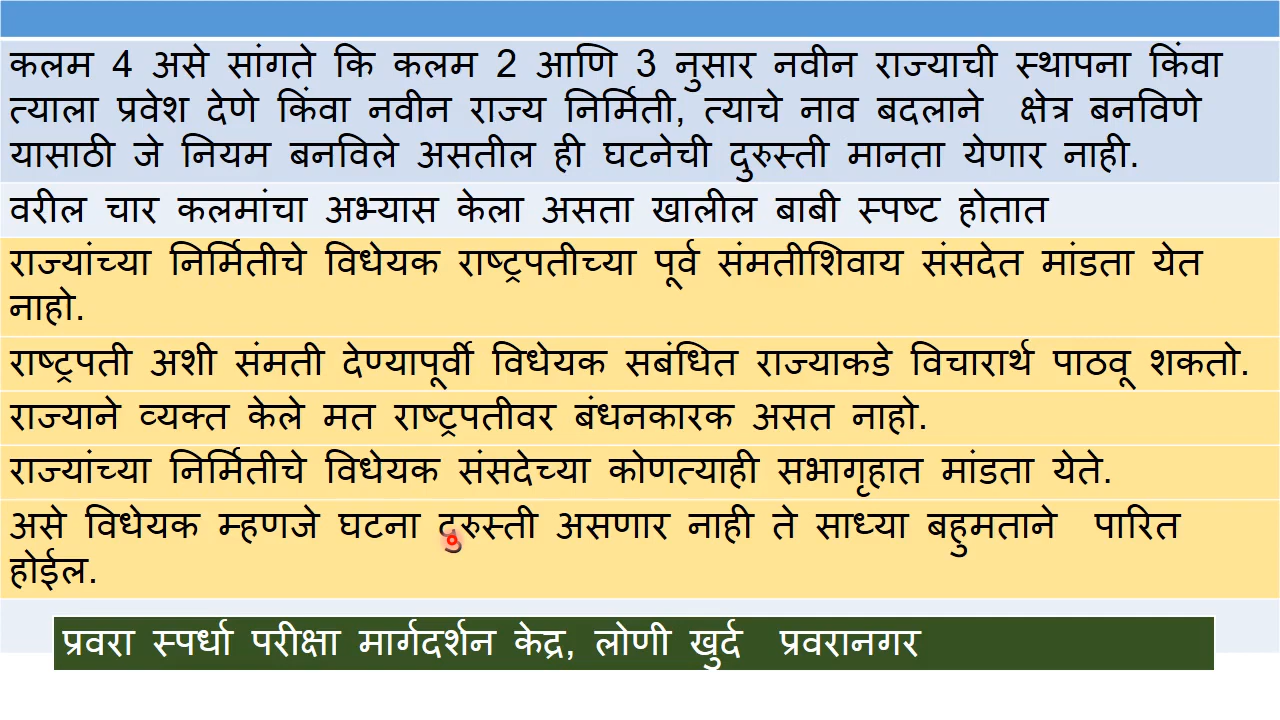 कलम 4 असे सांगते कि कलम 2 आणि 3 नुसार नवीन राज्याची स्थापना किंवा
त्याला प्रवेश देणे किंवा नवीन राज्य निर्मिती, त्याचे नाव बदलाने क्षेत्र बनविणे
यासाठी जे नियम बनविले असतील ही घटनेची दुरुस्ती मानता येणार नाही.
वरील चार कलमांचा अभ्यास केला असता खालील बाबी स्पष्ट होतात
राज्यांच्या निर्मितीचे विधेयक राष्ट्रपतीच्या पूर्व संमतीशिवाय संसदेत मांडता येत
नाहो.
राष्ट्रपती अशी संमती देण्यापूर्वी विधेयक सबंधित राज्याकडे विचारार्थ पाठवू शकतो.
राज्याने व्यक्त केले मत राष्ट्रपतीवर बंधनकारक असत नाहो.
राज्यांच्या निर्मितीचे विधेयक संसदेच्या कोणत्याही सभागृहात मांडता येते.
असे विधेयक म्हणजे घटना दुरुस्ती असणार नाही ते साध्या बहुमताने पारित
होईल.
प्रवरा स्पर्धा परीक्षा मार्गदर्शन केद्र, लोणी खुर्द प्रवरानगर